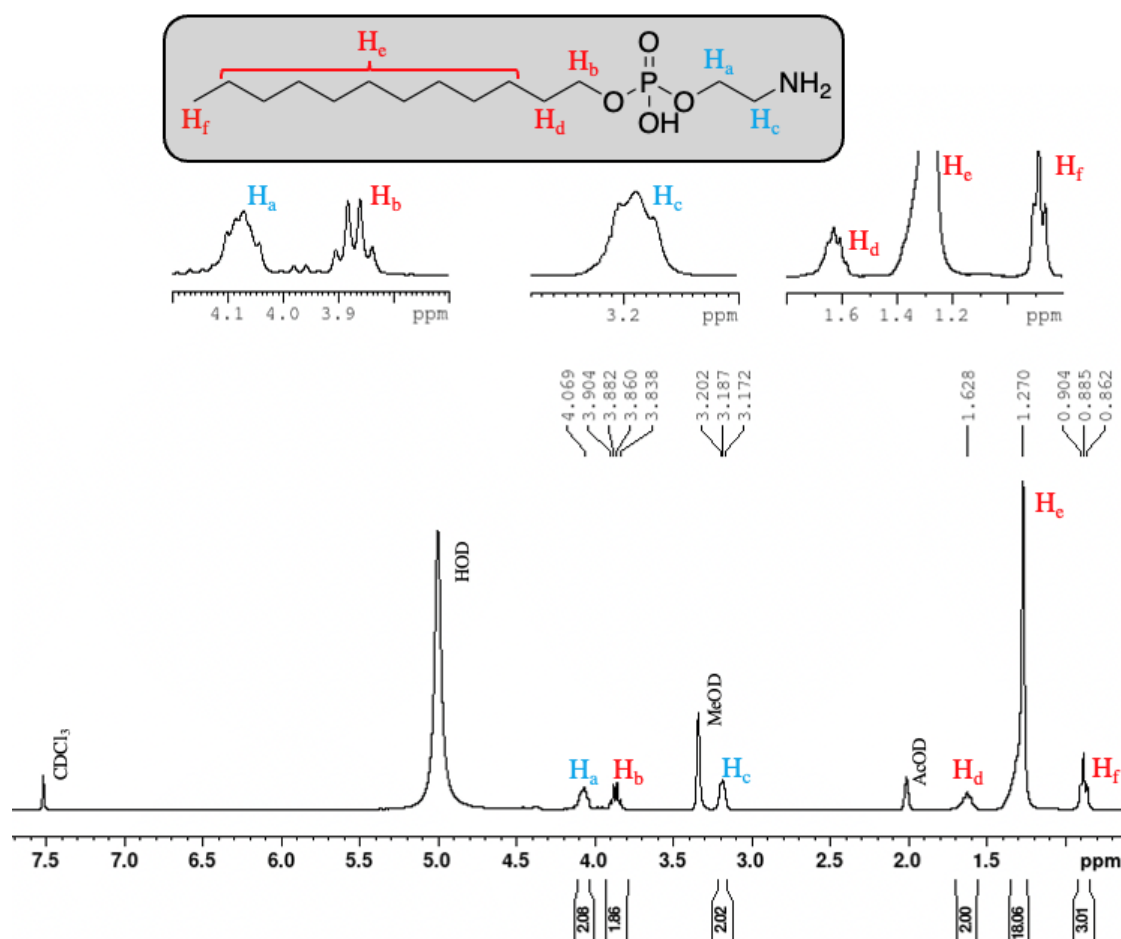 He
Hb
Ha
O
NH2
P
O
O
Hf
Hd
OH
Hc
Ha
Hb
Hc
He
Hf
Hd
4.1 4.0 3.9 ppm
3.2 ppm
1.6 1.4 1.2 ppm
4.069
3.904
3.882
3.860
3.838
3.202
3.187
3.172
1.628
1.270
0.904
0.885
0.862
He
HOD
MeOD
CDCl3
AcOD
Ha
Hb
Hc
Hd
Hf
7.5 7.0 6.5 6.0 5.5 5.0 4.5 4.0 3.5 3.0 2.5 2.0 1.5 ppm
2.08
1.86
2.02
2.00
18.06
3.01